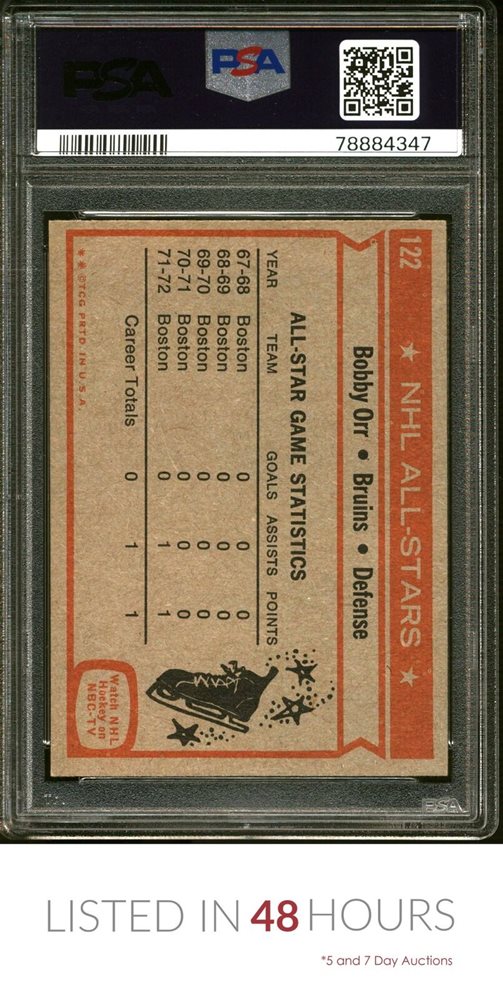 PSA
PSA
78884347
122 ★ NHL ALL-STARS ★
Bobby Orr • Bruins • Defense
ALL-STAR GAME STATISTICS
YEAR TEAM GOALS ASSISTS POINTS
67-68 Boston 0 0 0
68-69 Boston 0 0 0
69-70 Boston 0 0 0
70-71 Boston 0 0 0
71-72 Boston 0 1 1
Career Totals 0 1 1
Watch NHL
Hockey on
NBC-TV
★★ ©TCG PRTD. IN U.S.A.
PSA
LISTED IN 48 HOURS
*5 and 7 Day Auctions